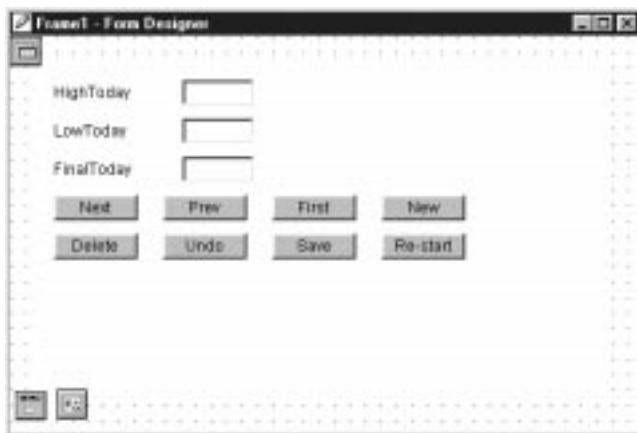 Frame1 - Form Designer
HighToday
LowToday
FinalToday
Next Prev First New
Delete Undo Save Re-start